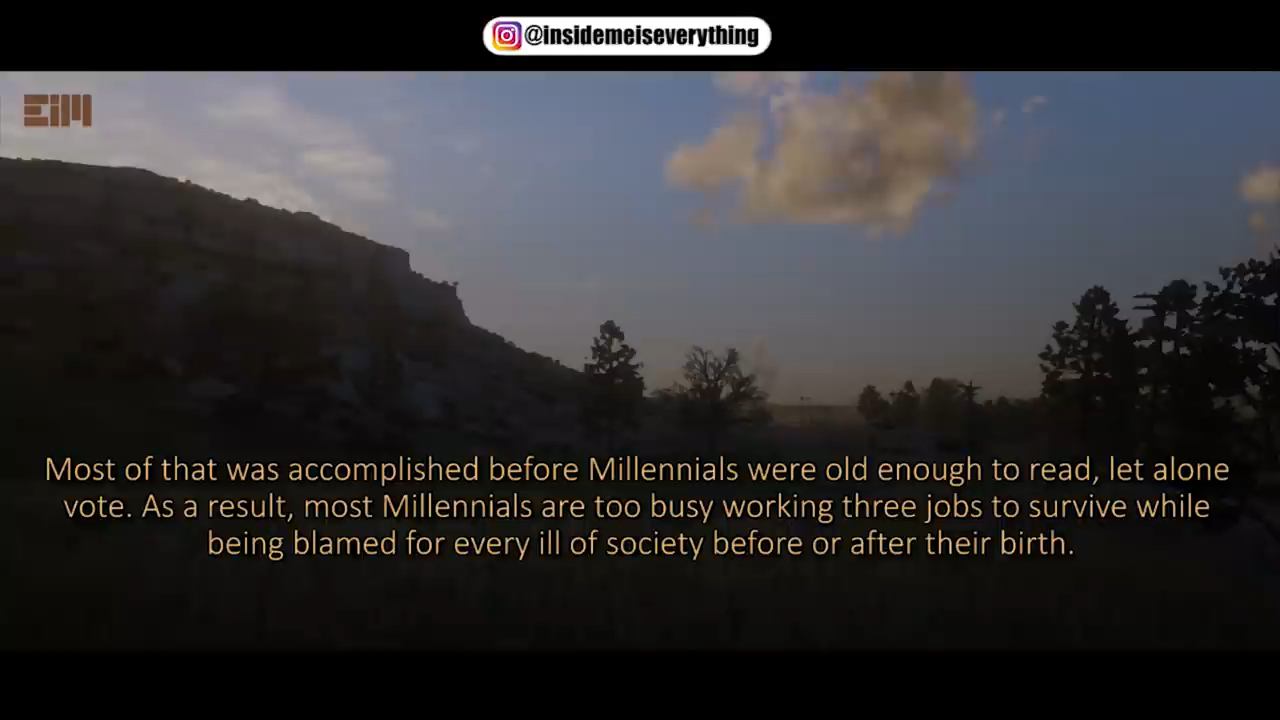 @insidemeiseverything
EiM
Most of that was accomplished before Millennials were old enough to read, let alone
vote. As a result, most Millennials are too busy working three jobs to survive while
being blamed for every ill of society before or after their birth.